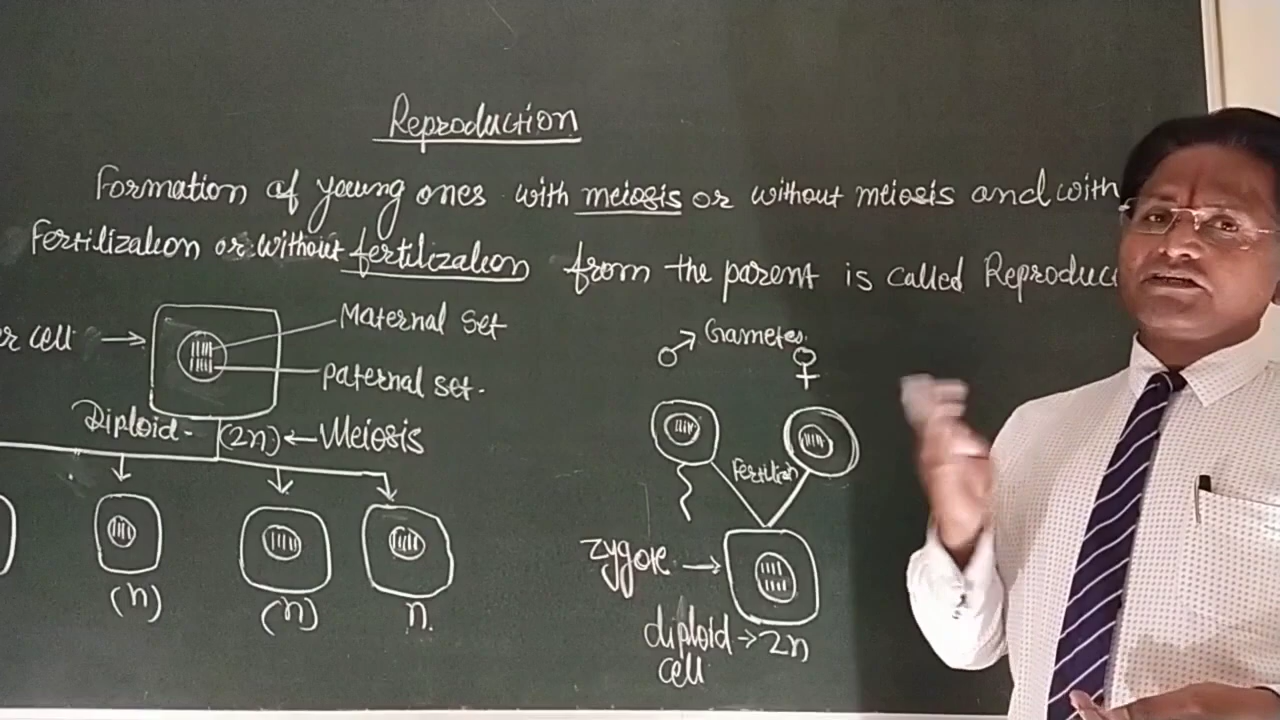 Reproduction
Formation of young ones with meiosis or without meiosis and with
Fertilization or without fertilization from the parent is called Reproduc
Maternal Set
er cell
Paternal set.
Gametes
Diploid - (2n) ← Meiosis
Zygote
(n) (n) n.
diploid → 2n
cell